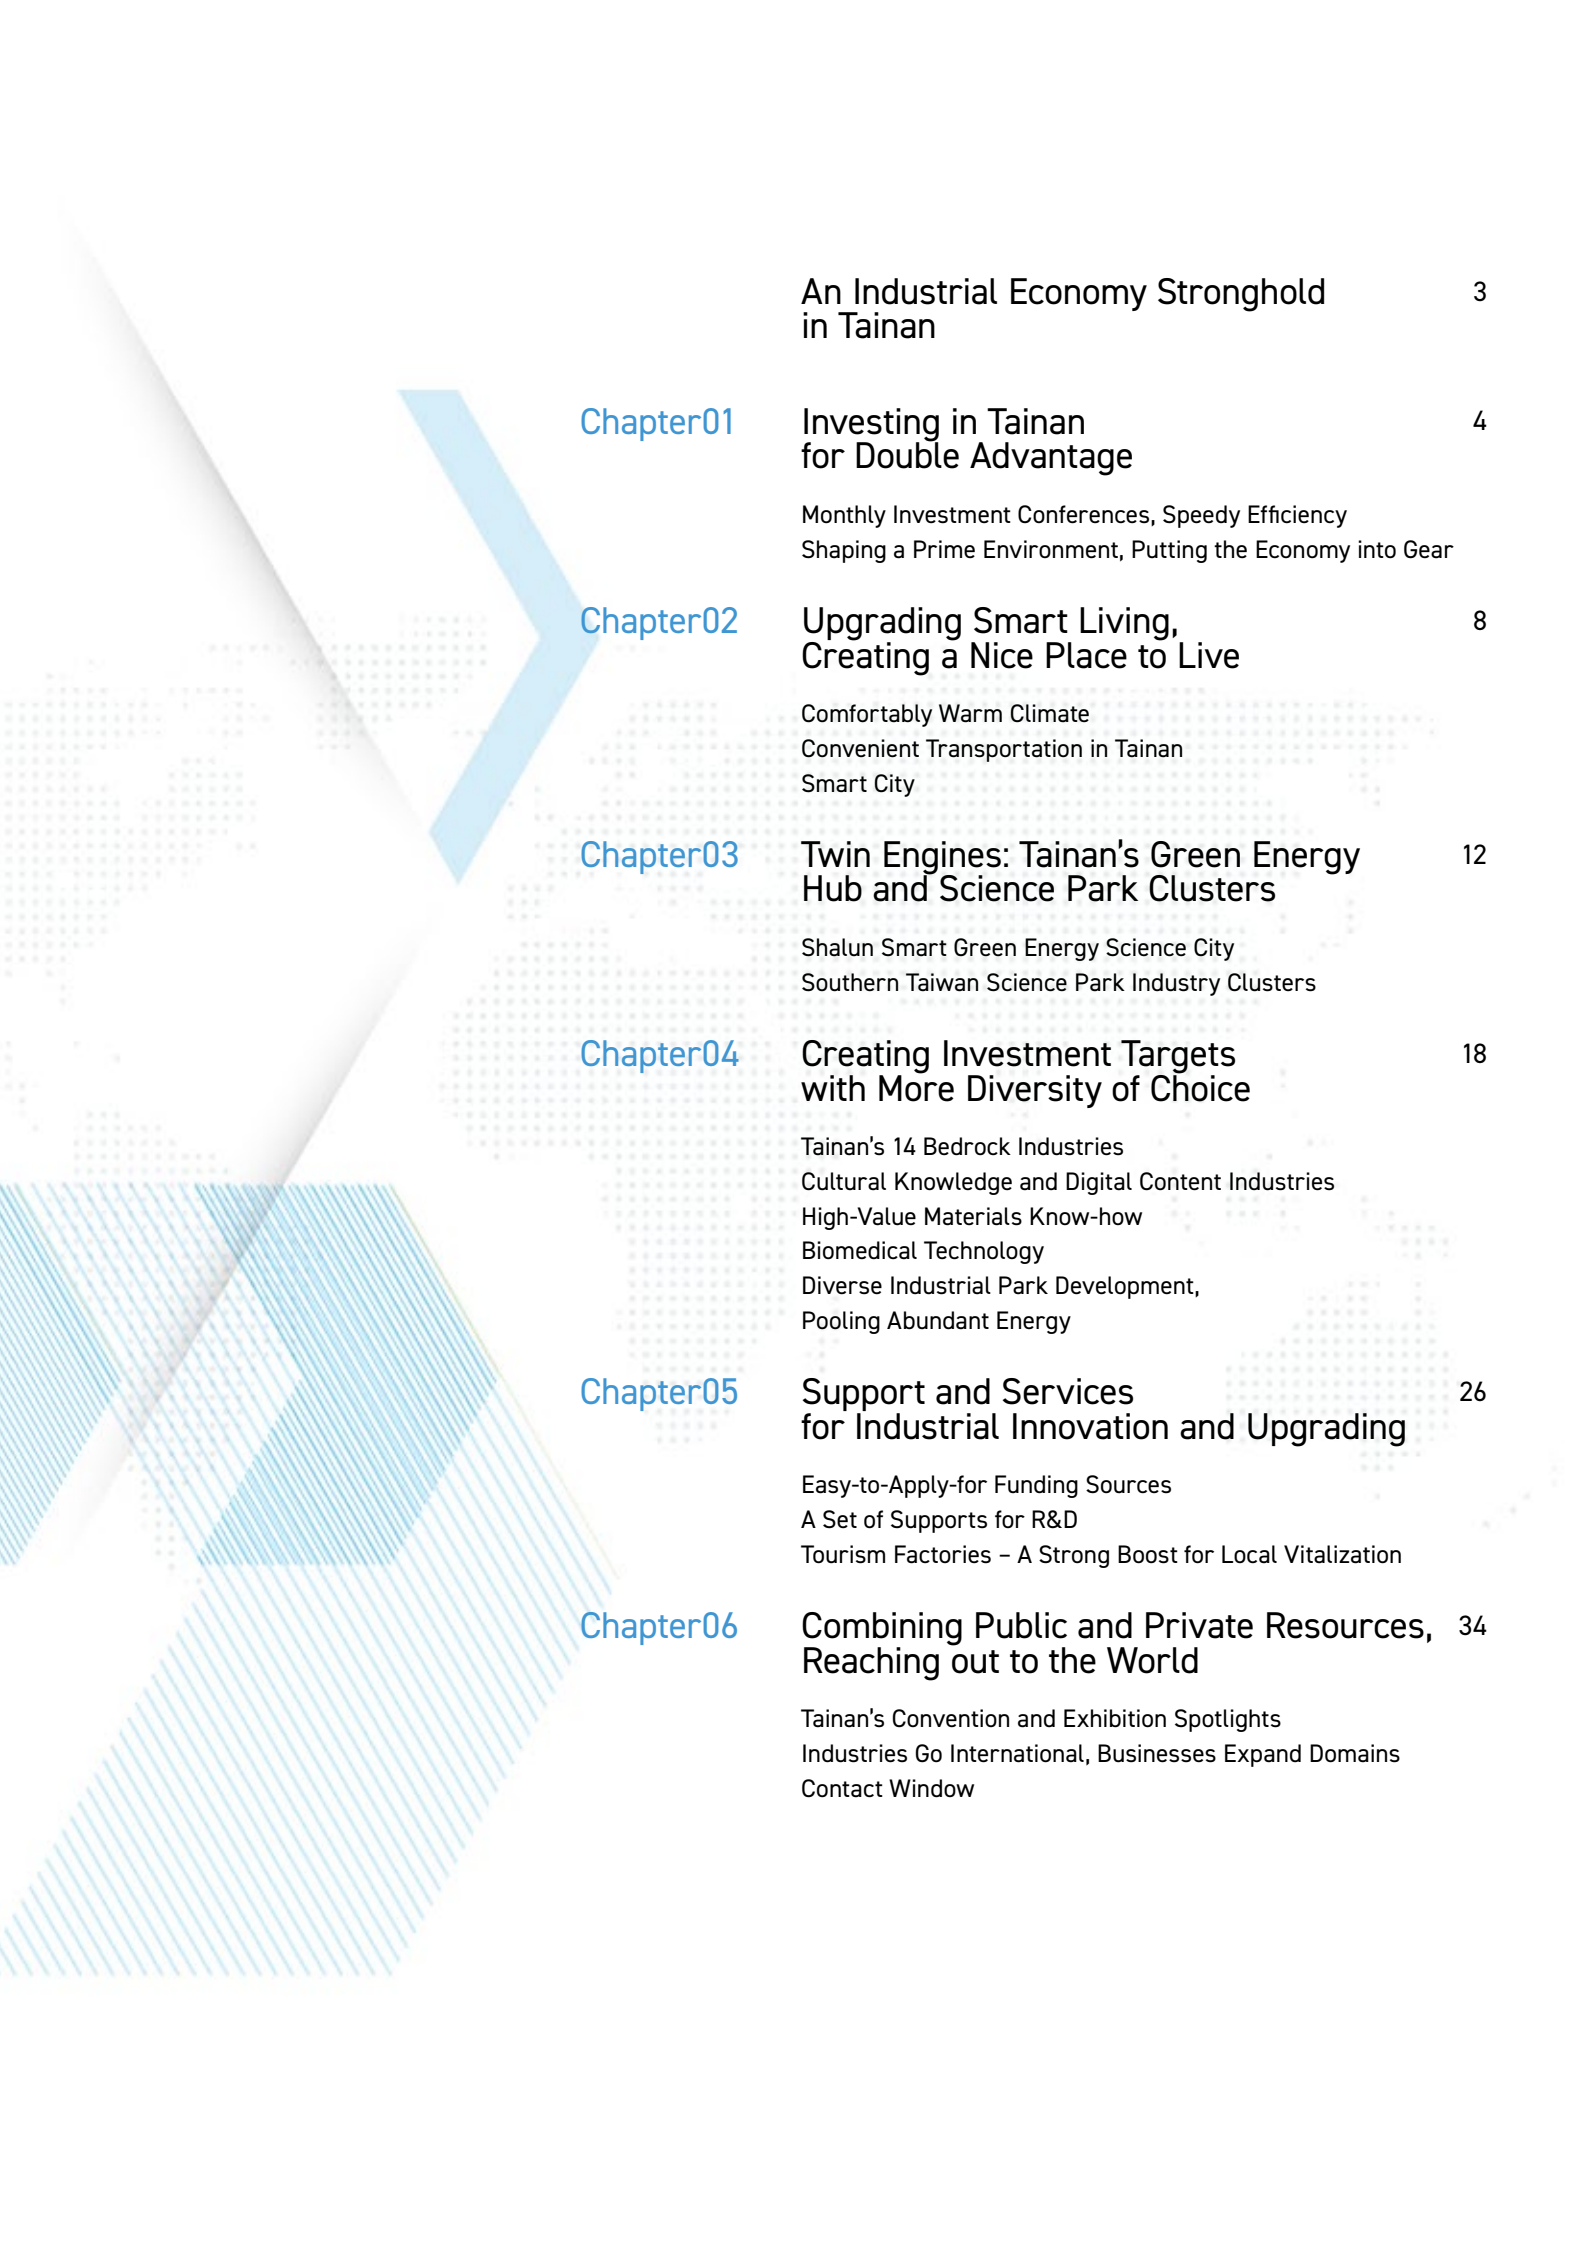 An Industrial Economy Stronghold 3
in Tainan
Chapter01 Investing in Tainan 4
for Double Advantage
Monthly Investment Conferences, Speedy Efficiency
Shaping a Prime Environment, Putting the Economy into Gear
Chapter02 Upgrading Smart Living, 8
Creating a Nice Place to Live
Comfortably Warm Climate
Convenient Transportation in Tainan
Smart City
Chapter03 Twin Engines: Tainan's Green Energy 12
Hub and Science Park Clusters
Shalun Smart Green Energy Science City
Southern Taiwan Science Park Industry Clusters
Chapter04 Creating Investment Targets 18
with More Diversity of Choice
Tainan's 14 Bedrock Industries
Cultural Knowledge and Digital Content Industries
High-Value Materials Know-how
Biomedical Technology
Diverse Industrial Park Development,
Pooling Abundant Energy
Chapter05 Support and Services 26
for Industrial Innovation and Upgrading
Easy-to-Apply-for Funding Sources
A Set of Supports for R&D
Tourism Factories – A Strong Boost for Local Vitalization
Chapter06 Combining Public and Private Resources, 34
Reaching out to the World
Tainan's Convention and Exhibition Spotlights
Industries Go International, Businesses Expand Domains
Contact Window